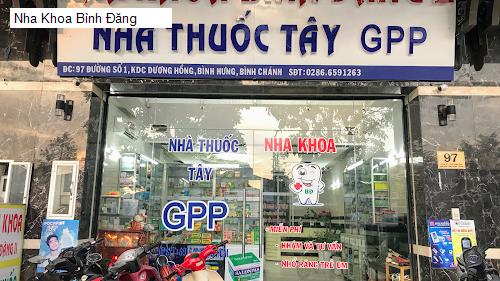 Nha Khoa Bình Đăng
NHÀ THUỐC TÂY GPP
ĐC: 97 ĐƯỜNG SỐ 1, KDC DƯƠNG HỒNG, BÌNH HƯNG, BÌNH CHÁNH SĐT: 0286.6591263
NHÀ THUỐC
TÂY
GPP
NHA KHOA
BĐ
MIỄN PHÍ
- KHÁM VÀ TƯ VẤN
- NHỔ RĂNG TRẺ EM
97
KHOA